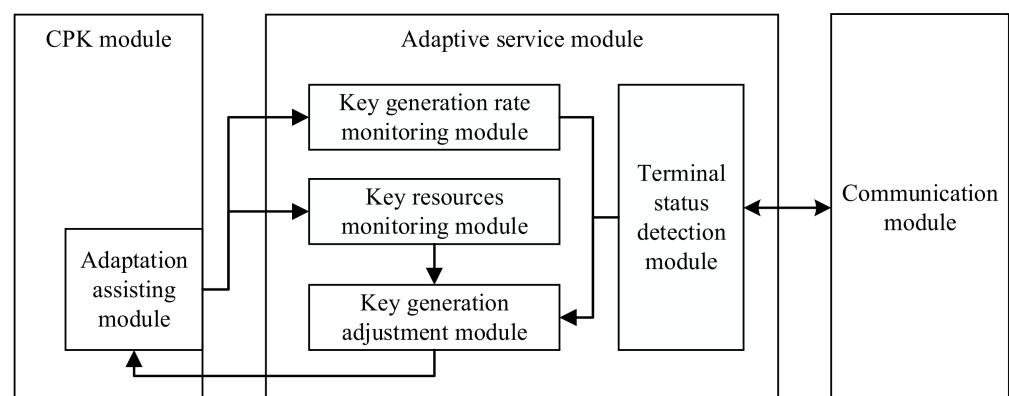 CPK module
Adaptive service module
Key generation rate
monitoring module
Key resources
monitoring module
Key generation
adjustment module
Adaptation
assisting
module
Terminal
status
detection
module
Communication
module